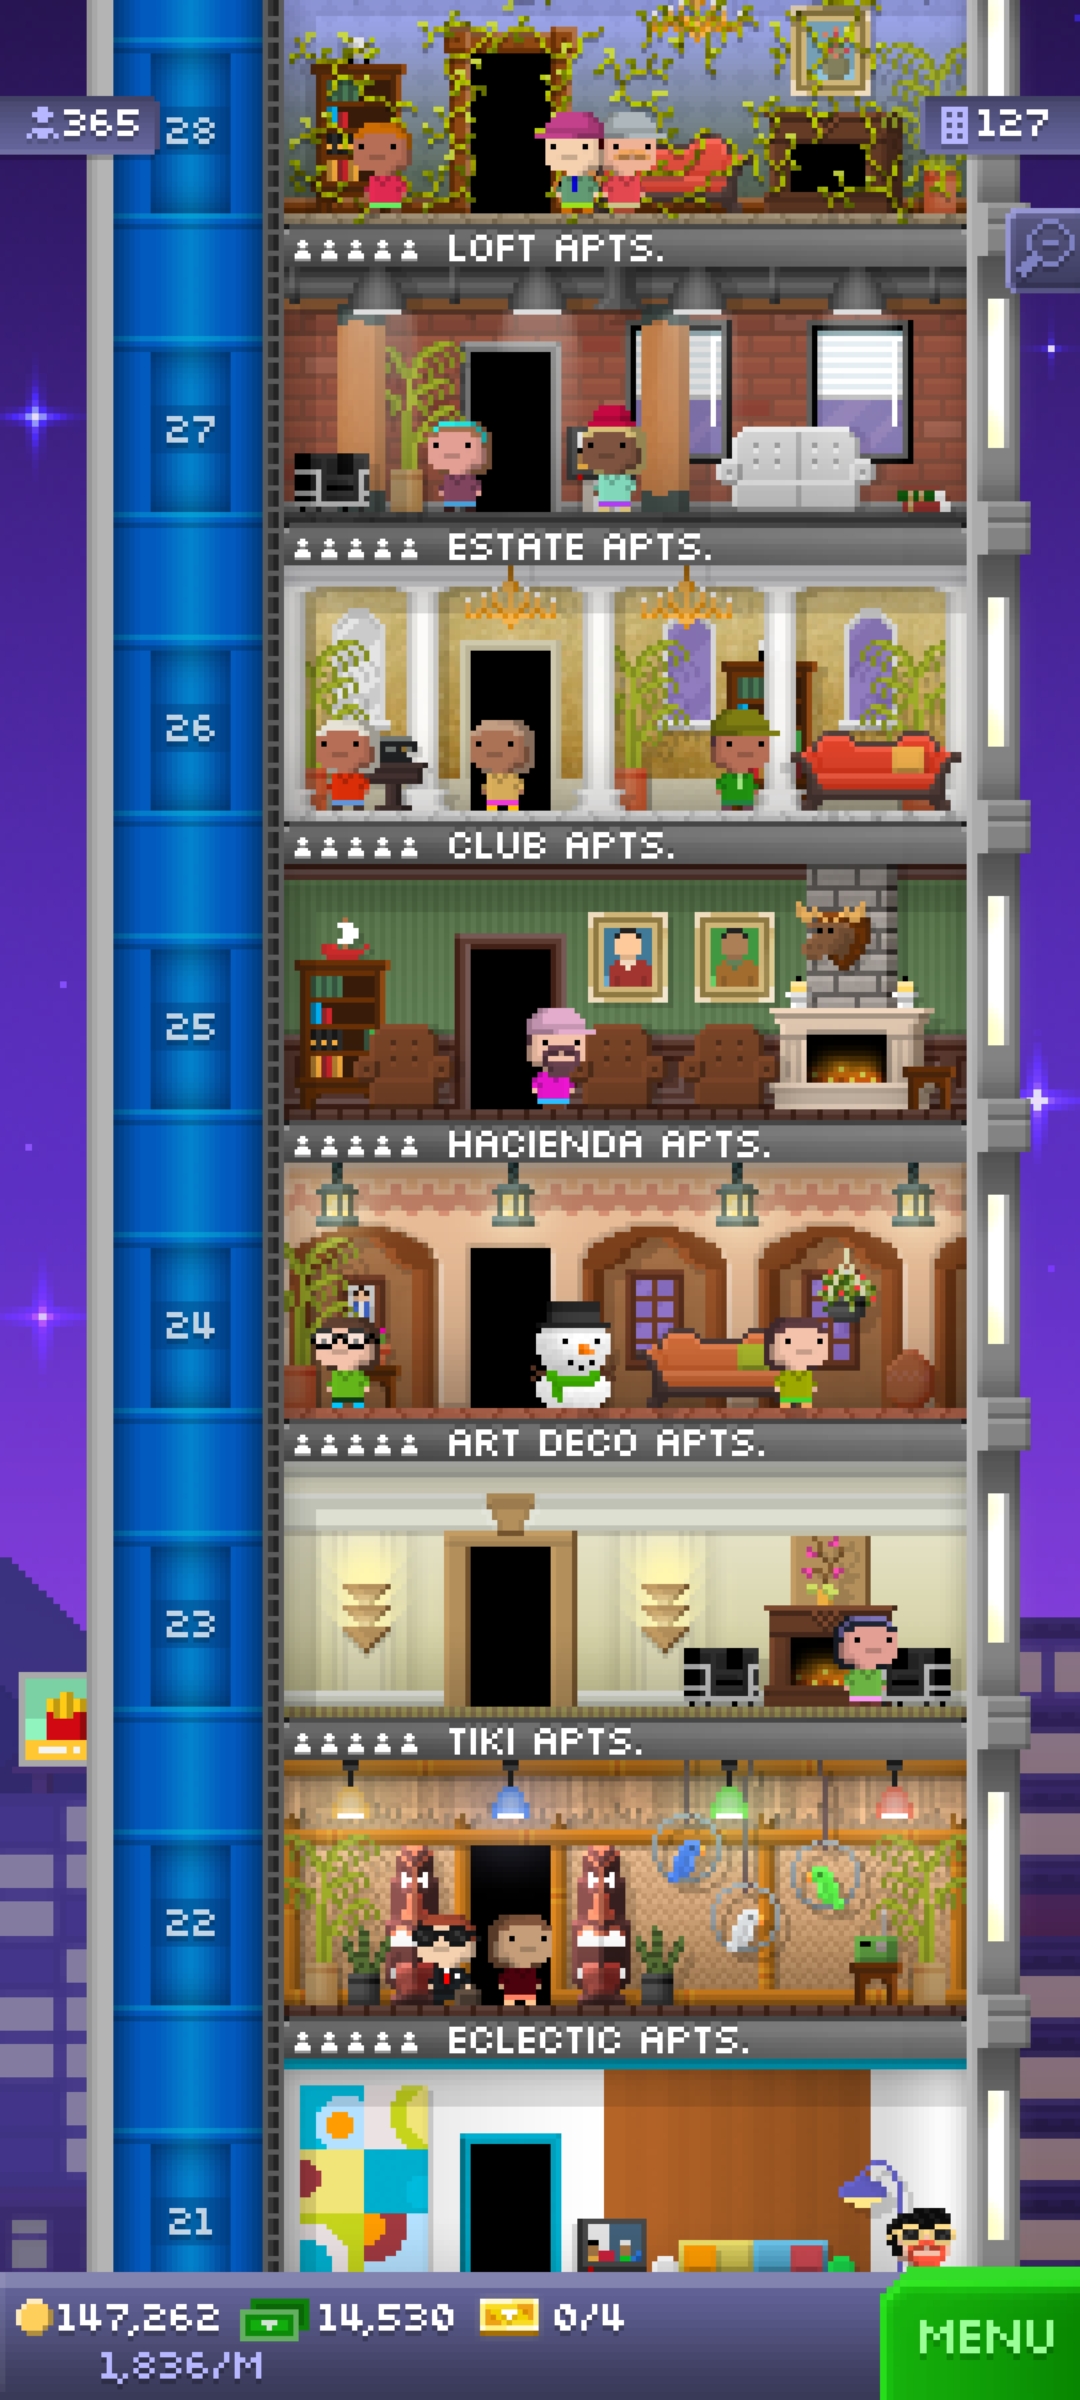 365
28
127
LOFT APTS.
27
ESTATE APTS.
26
CLUB APTS.
25
HACIENDA APTS.
24
ART DECO APTS.
23
TIKI APTS.
22
ECLECTIC APTS.
21
147,262 14,530 0/4
1,836/M
MENU